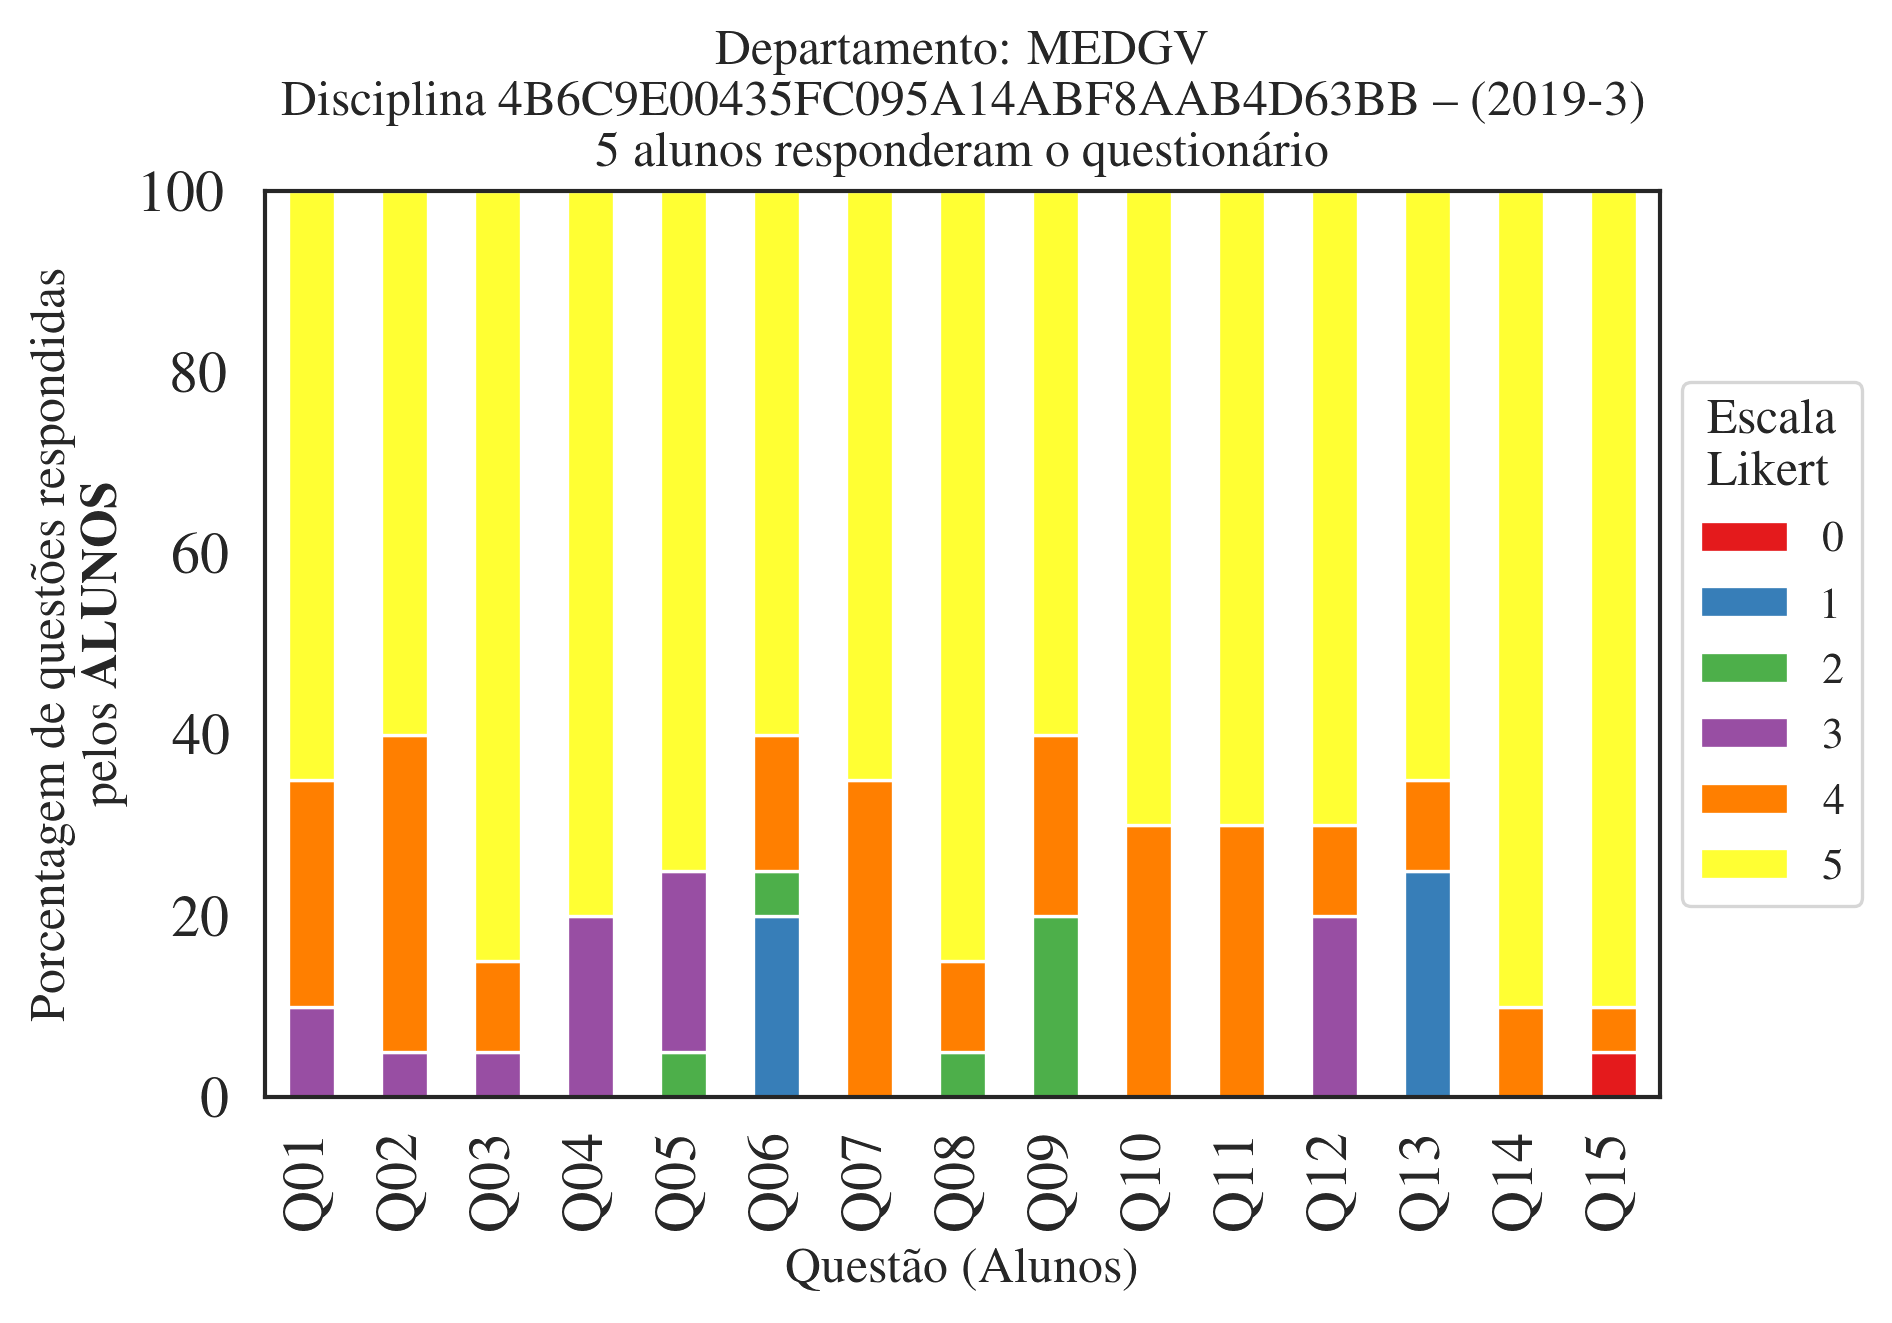 Departamento: MEDGV
Disciplina 4B6C9E00435FC095A14ABF8AAB4D63BB – (2019-3)
5 alunos responderam o questionário
Porcentagem de questões respondidas
pelos ALUNOS
100
80
60
40
20
0
Q01
Q02
Q03
Q04
Q05
Q06
Q07
Q08
Q09
Q10
Q11
Q12
Q13
Q14
Q15
Questão (Alunos)
Escala
Likert
0
1
2
3
4
5